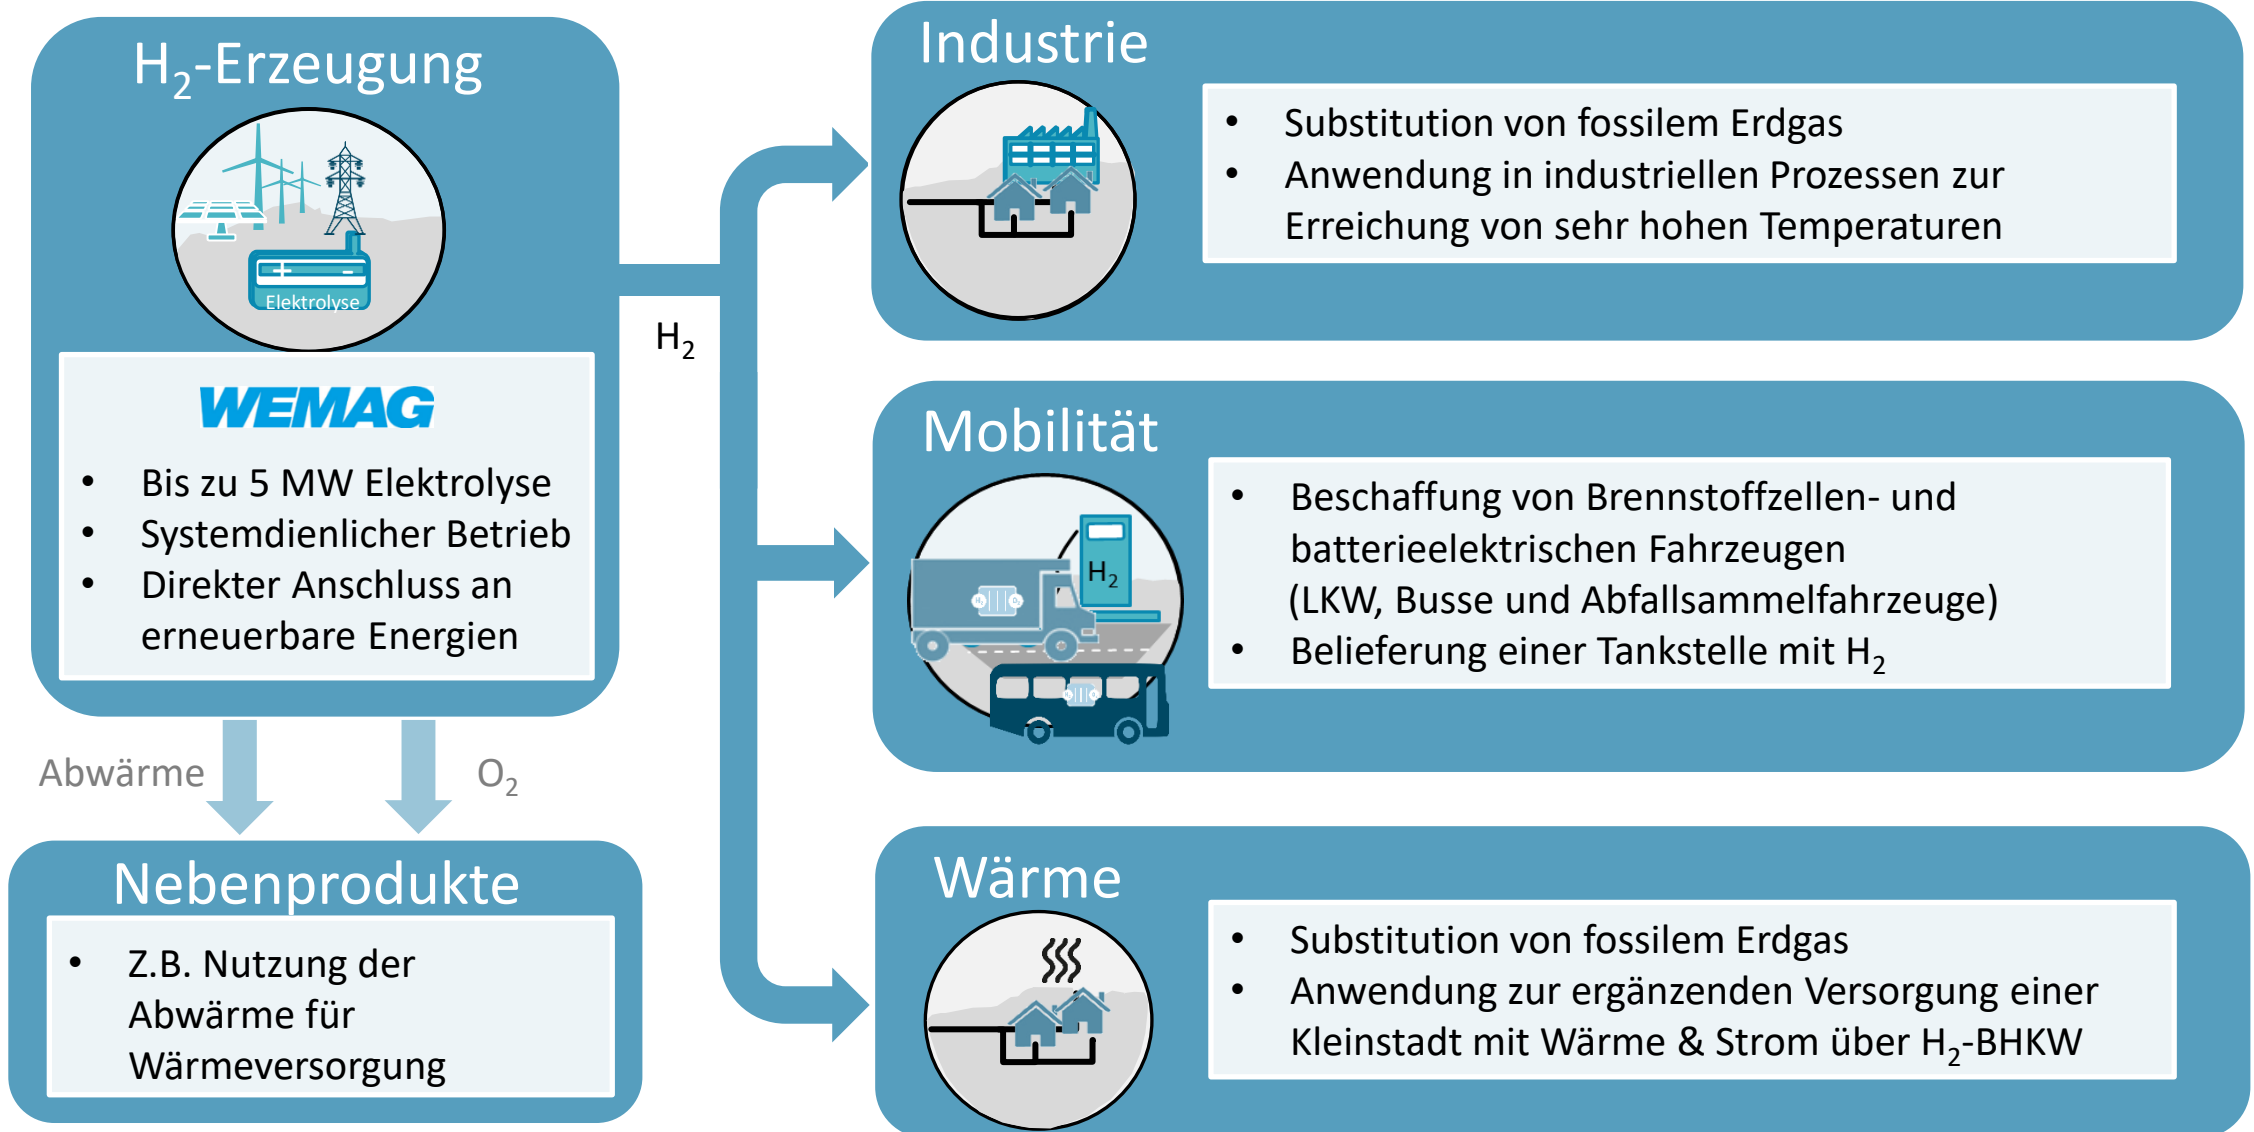 H₂-Erzeugung
Elektrolyse
WEMAG
• Bis zu 5 MW Elektrolyse
• Systemdienlicher Betrieb
• Direkter Anschluss an
erneuerbare Energien
Abwärme
O₂
Nebenprodukte
• Z.B. Nutzung der
Abwärme für
Wärmeversorgung
H₂
Industrie
• Substitution von fossilem Erdgas
• Anwendung in industriellen Prozessen zur
Erreichung von sehr hohen Temperaturen
Mobilität
H₂
• Beschaffung von Brennstoffzellen- und
batterieelektrischen Fahrzeugen
(LKW, Busse und Abfallsammelfahrzeuge)
• Belieferung einer Tankstelle mit H₂
Wärme
• Substitution von fossilem Erdgas
• Anwendung zur ergänzenden Versorgung einer
Kleinstadt mit Wärme & Strom über H₂-BHKW